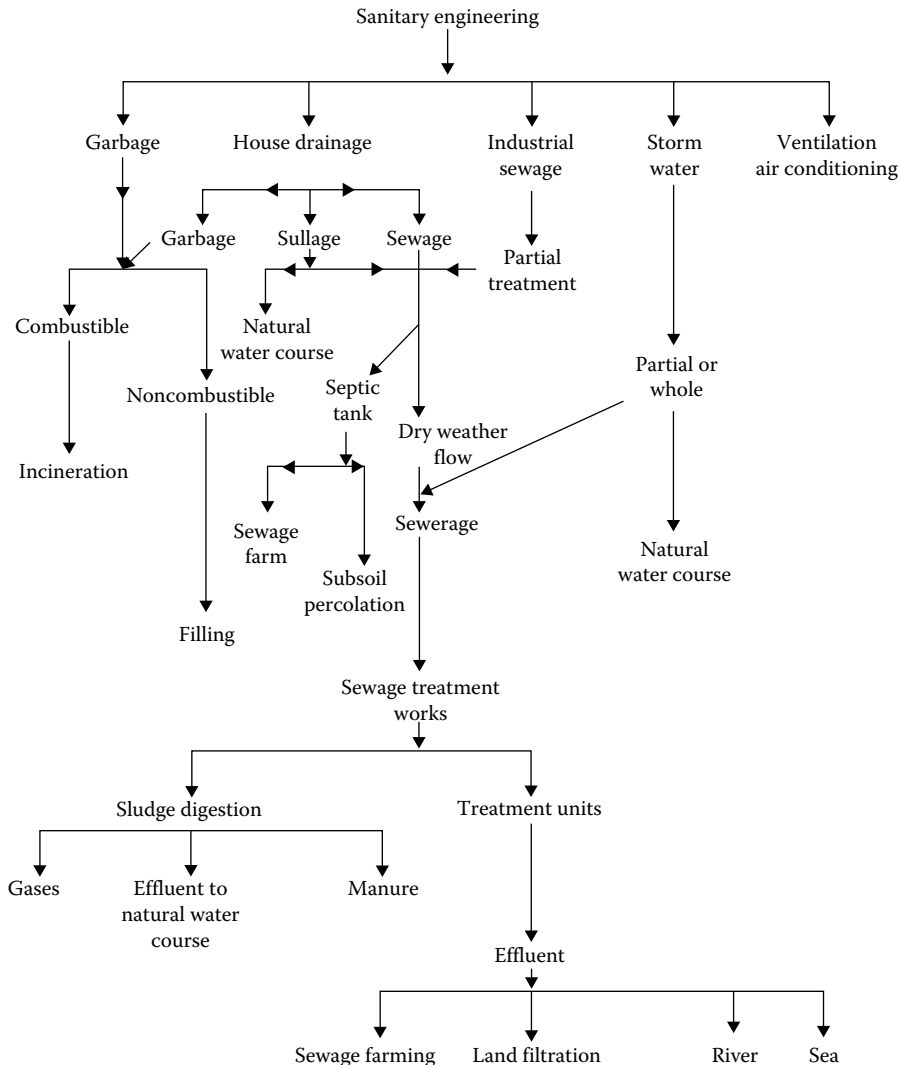 Sanitary engineering
Garbage
House drainage
Industrial
sewage
Storm
water
Ventilation
air conditioning
Garbage
Sullage
Sewage
Partial
treatment
Combustible
Natural
water course
Noncombustible
Septic
tank
Partial or
whole
Dry weather
flow
Incineration
Sewage
farm
Sewerage
Subsoil
percolation
Natural
water course
Filling
Sewage treatment
works
Sludge digestion
Treatment units
Gases
Effluent to
natural water
course
Manure
Effluent
Sewage farming
Land filtration
River
Sea